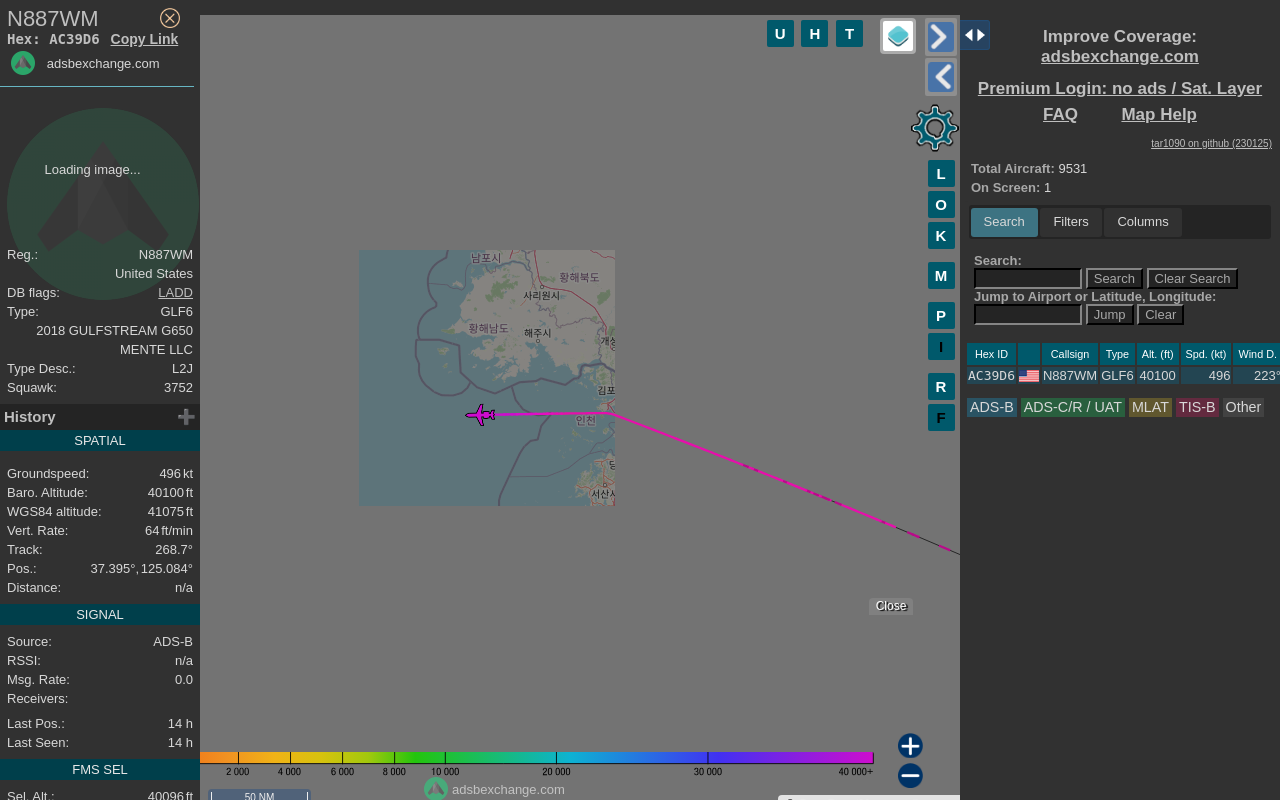 N887WM
Hex: AC39D6 Copy Link
adsbexchange.com
Loading image...
Reg.: N887WM
United States
DB flags: LADD
Type: GLF6
2018 GULFSTREAM G650
MENTE LLC
Type Desc.: L2J
Squawk: 3752
History
SPATIAL
Groundspeed: 496 kt
Baro. Altitude: 40100 ft
WGS84 altitude: 41075 ft
Vert. Rate: 64 ft/min
Track: 268.7°
Pos.: 37.395°, 125.084°
Distance: n/a
SIGNAL
Source: ADS-B
RSSI: n/a
Msg. Rate: 0.0
Receivers:
Last Pos.: 14 h
Last Seen: 14 h
FMS SEL
Sel. Alt.: 40096 ft
U H T
L
O
K
M
P
I
R
F
남포시
황해북도
사리원시
황해남도
해주시
인천
Close
2 000 4 000 6 000 8 000 10 000 20 000 30 000 40 000+
adsbexchange.com
50 NM
Improve Coverage:
adsbexchange.com
Premium Login: no ads / Sat. Layer
FAQ Map Help
tar1090 on github (230125)
Total Aircraft: 9531
On Screen: 1
Search Filters Columns
Search:
Search Clear Search
Jump to Airport or Latitude, Longitude:
Jump Clear
Hex ID Callsign Type Alt. (ft) Spd. (kt) Wind D.
AC39D6 N887WM GLF6 40100 496 223°
ADS-B ADS-C/R / UAT MLAT TIS-B Other